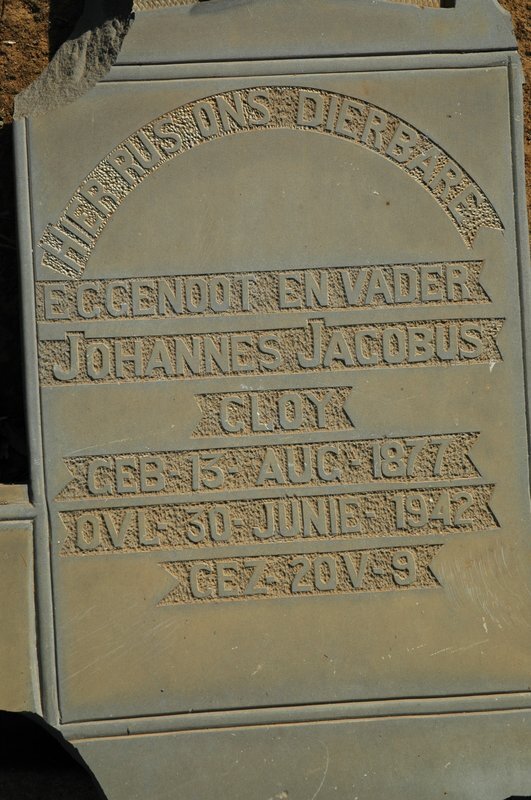 HIER RUS ONS DIERBARE
EGGENOOT EN VADER
JOHANNES JACOBUS
CLOY
GEB-13-AUG-1877
OVL-30-JUNIE-1942
GEZ-20V-9